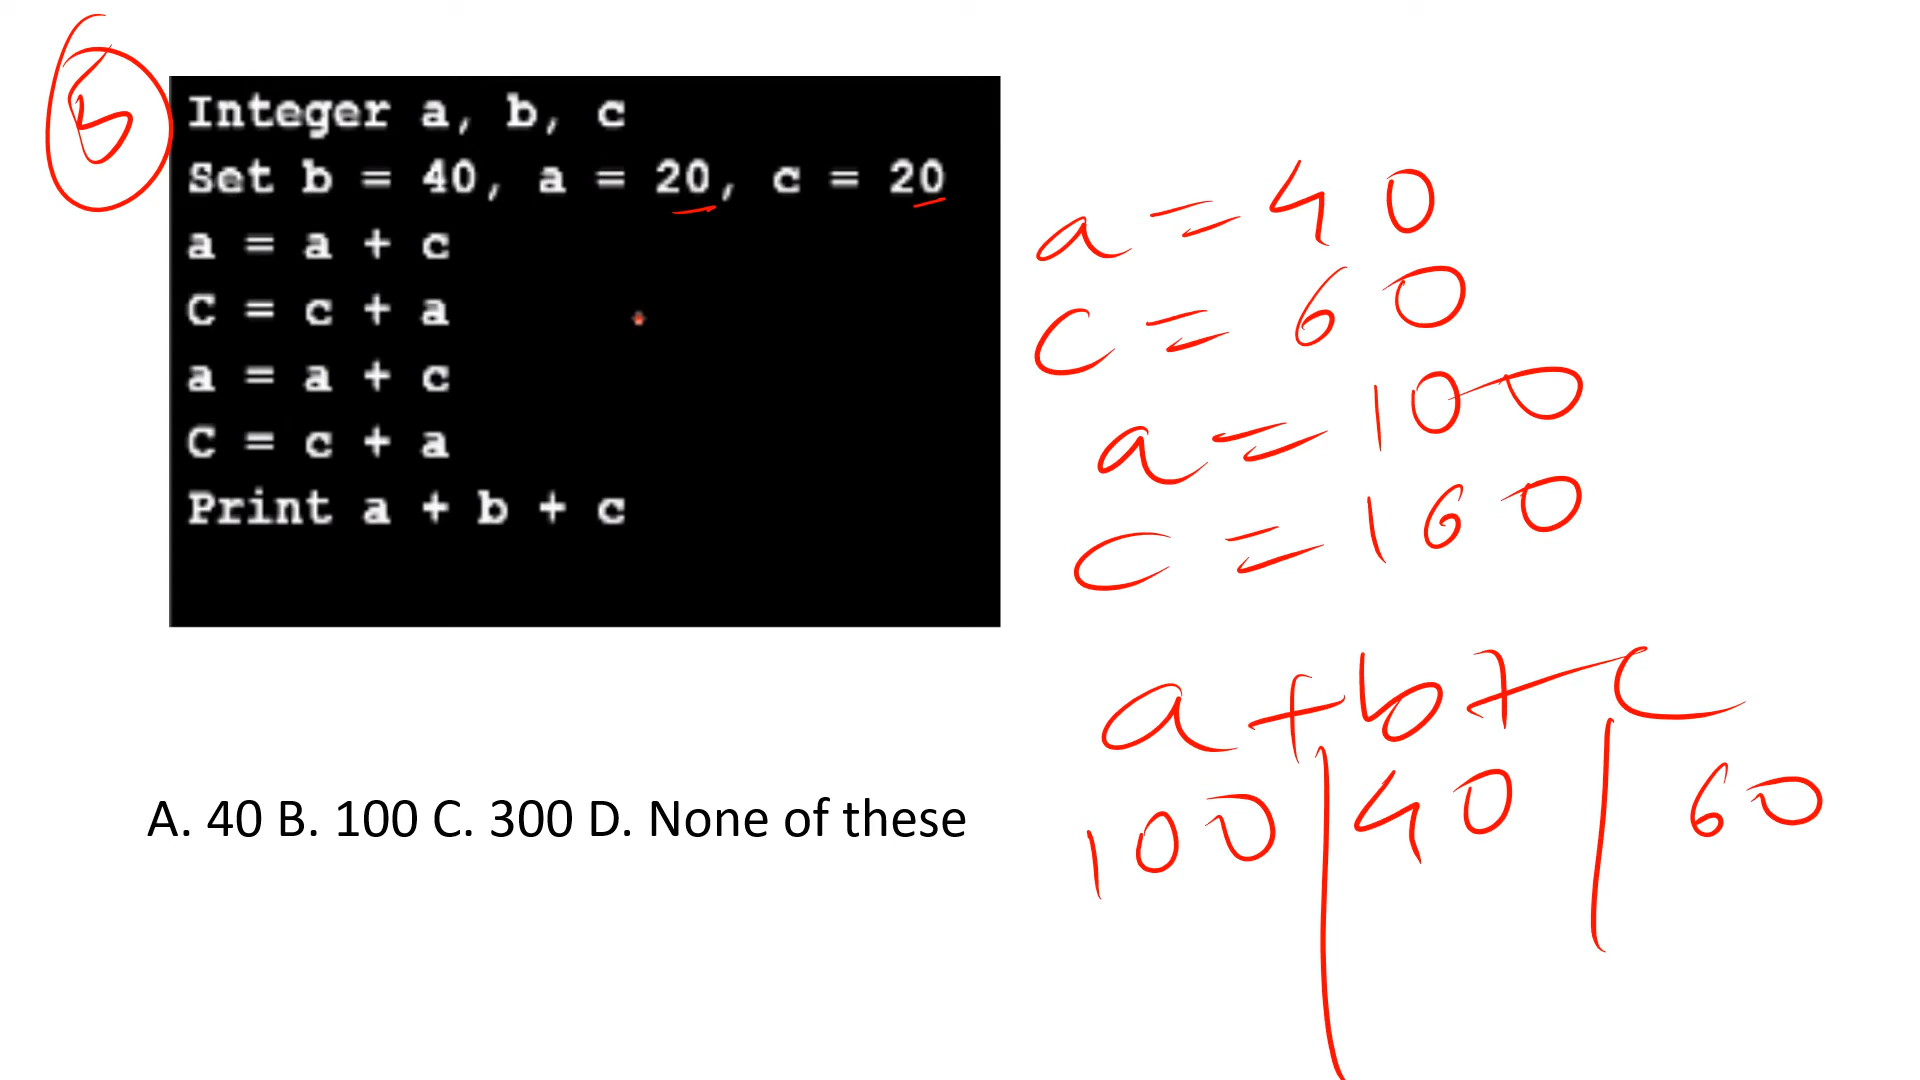 5
Integer a, b, c
Set b = 40, a = 20, c = 20
a = a + c
C = c + a
a = a + c
C = c + a
Print a + b + c
A. 40 B. 100 C. 300 D. None of these
a = 40
c = 60
a = 100
c = 160
a + b + c
100 | 40 | 60